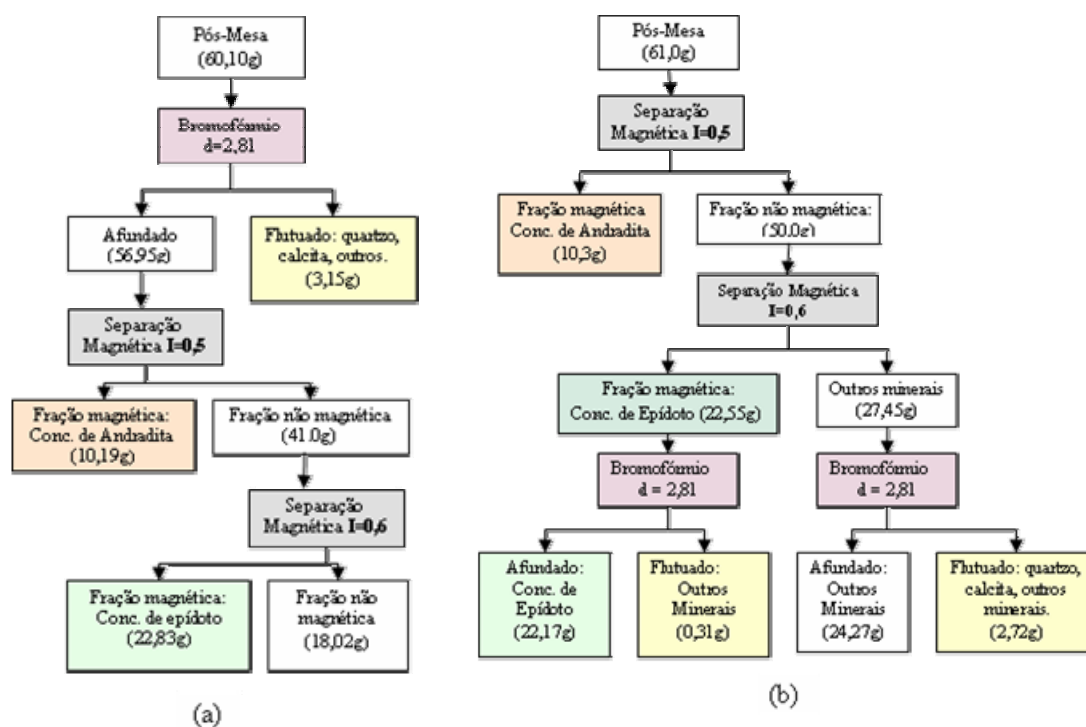 Pós-Mesa
(60,10g)
Bromofórmio
d=2,81
Afundado
(56,95g)
Flutuado: quartzo,
calcita, outros.
(3,15g)
Separação
Magnética I=0,5
Fração magnética:
Conc. de Andradita
(10,19g)
Fração não magnética
(41.0g)
Separação
Magnética I=0,6
Fração magnética:
Conc. de epídoto
(22,83g)
Fração não
magnética
(18,02g)
(a)
Pós-Mesa
(61,0g)
Separação
Magnética I=0,5
Fração magnética
Conc. de Andradita
(10,3g)
Fração não magnética:
(50.0g)
Separação Magnética
I=0,6
Fração magnética:
Conc. de Epídoto (22,55g)
Outros minerais
(27,45g)
Bromofórmio
d = 2,81
Bromofórmio
d = 2,81
Afundado:
Conc. de
Epídoto
(22,17g)
Flutuado:
Outros
Minerais
(0,31g)
Afundado:
Outros
Minerais
(24,27g)
Flutuado: quartzo,
calcita, outros
minerais.
(2,72g)
(b)